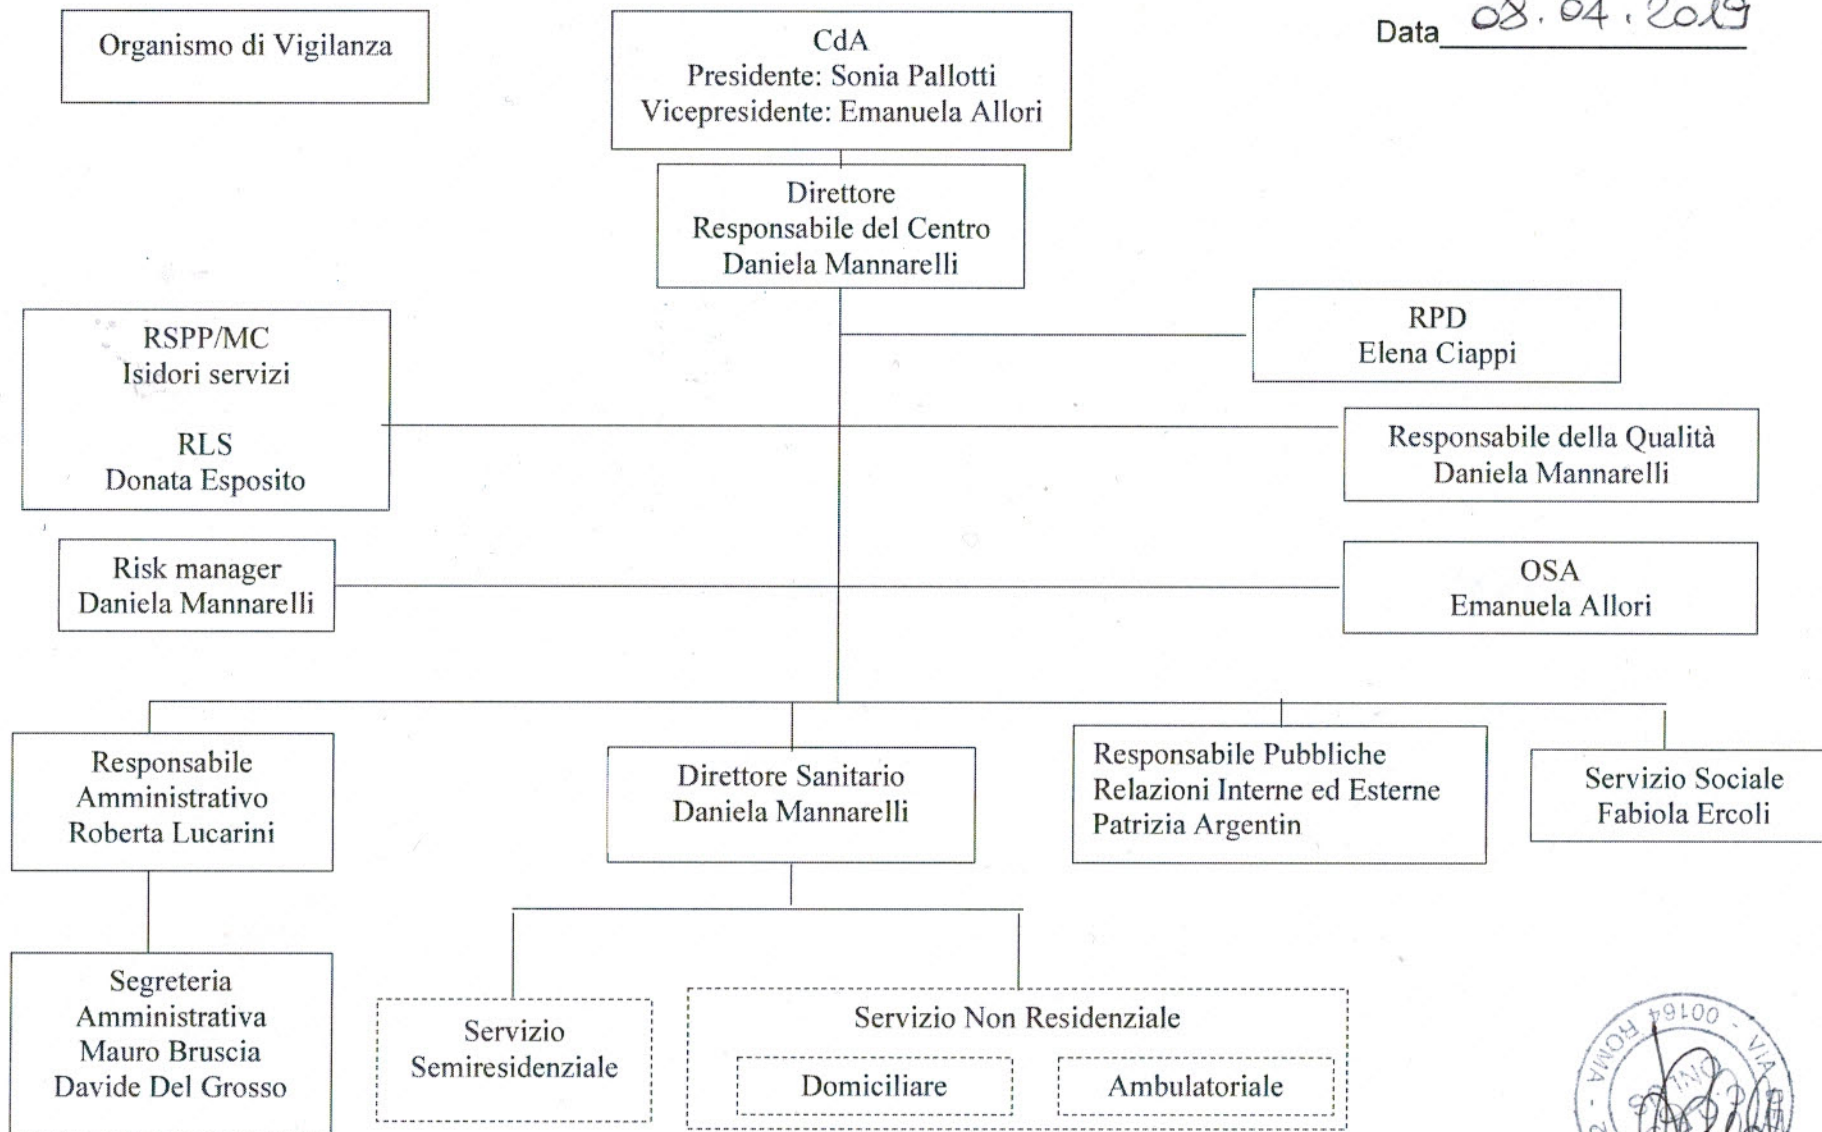 Organismo di Vigilanza
CdA
Presidente: Sonia Pallotti
Vicepresidente: Emanuela Allori
Data 08.04.2019
Direttore
Responsabile del Centro
Daniela Mannarelli
RSPP/MC
Isidori servizi
RLS
Donata Esposito
RPD
Elena Ciappi
Responsabile della Qualità
Daniela Mannarelli
Risk manager
Daniela Mannarelli
OSA
Emanuela Allori
Responsabile
Amministrativo
Roberta Lucarini
Direttore Sanitario
Daniela Mannarelli
Responsabile Pubbliche
Relazioni Interne ed Esterne
Patrizia Argentin
Servizio Sociale
Fabiola Ercoli
Segreteria
Amministrativa
Mauro Bruscia
Davide Del Grosso
Servizio
Semiresidenziale
Servizio Non Residenziale
Domiciliare
Ambulatoriale
- VIA
00164 ROMA -